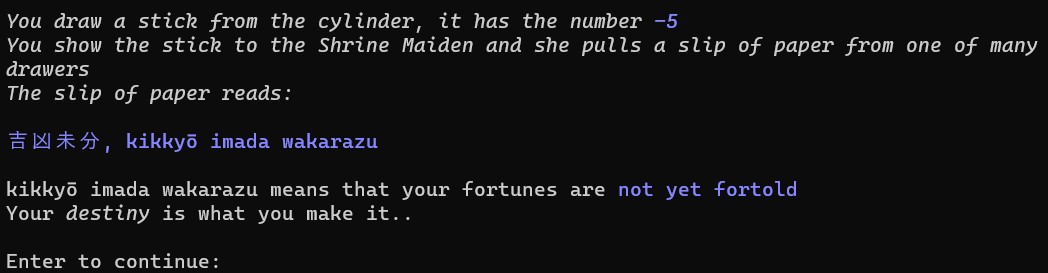 You draw a stick from the cylinder, it has the number -5
You show the stick to the Shrine Maiden and she pulls a slip of paper from one of many
drawers
The slip of paper reads:
吉凶未分, kikkyō imada wakarazu
kikkyō imada wakarazu means that your fortunes are not yet fortold
Your destiny is what you make it..
Enter to continue: